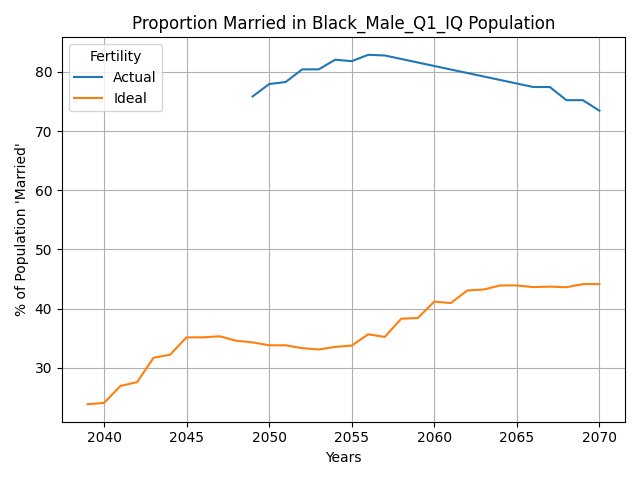 Proportion Married in Black_Male_Q1_IQ Population
Fertility
Actual
Ideal
80
70
60
50
40
30
% of Population 'Married'
2040 2045 2050 2055 2060 2065 2070
Years